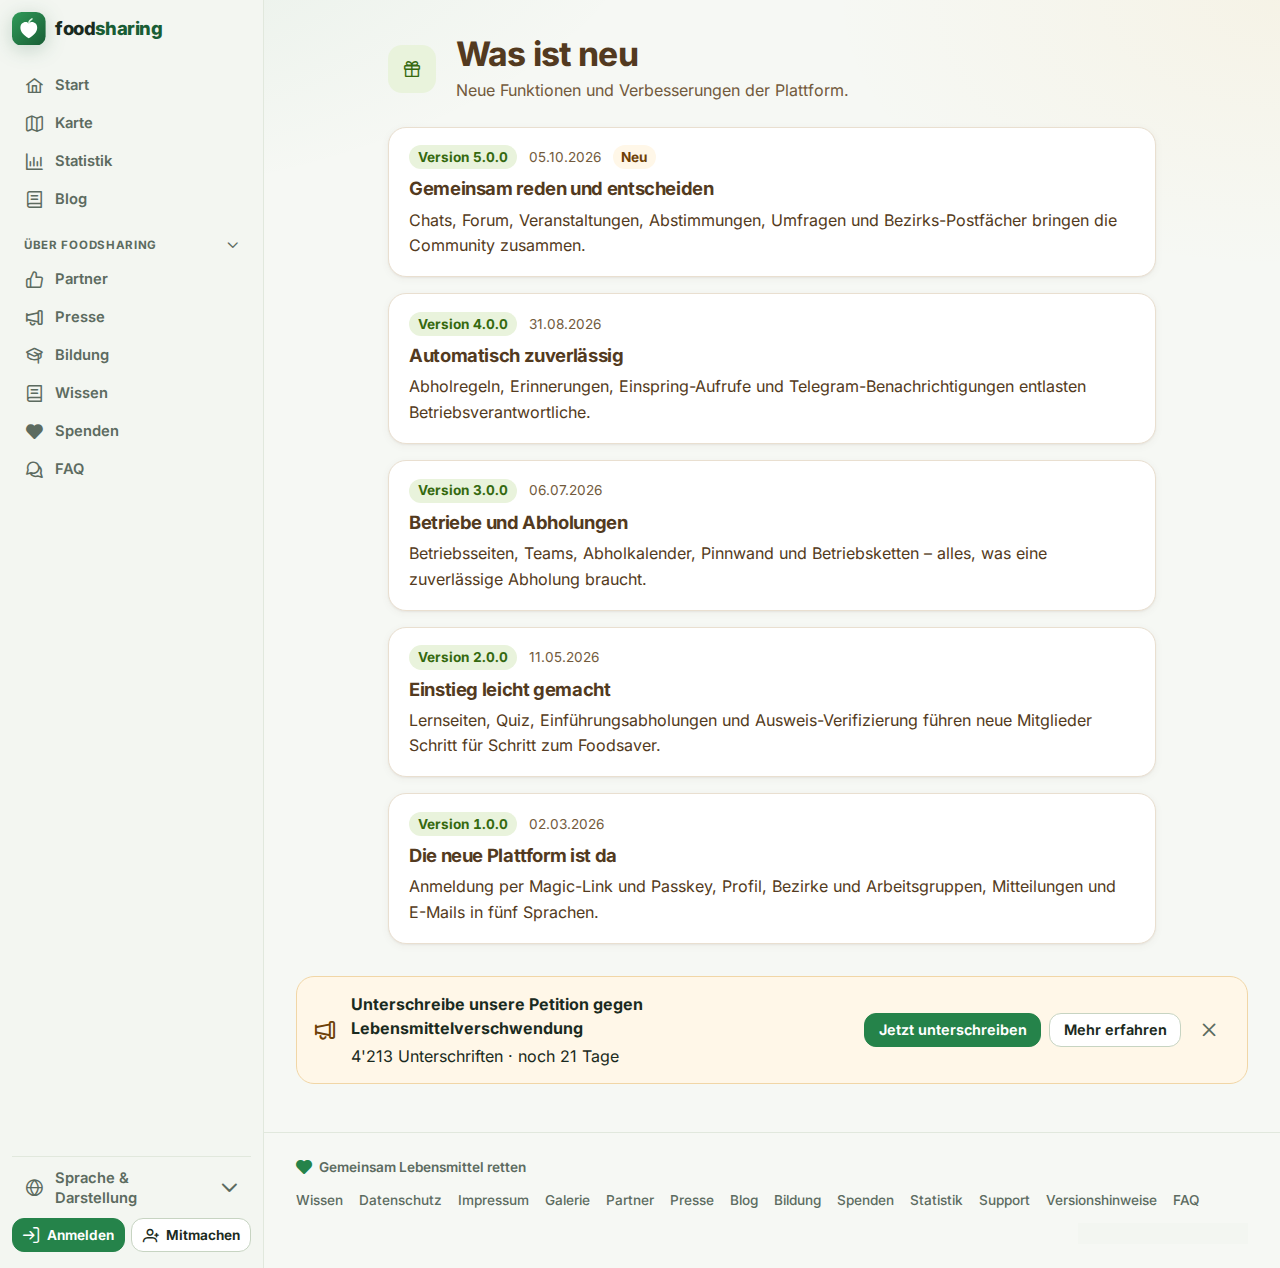 foodsharing
Start
Karte
Statistik
Blog
ÜBER FOODSHARING
Partner
Presse
Bildung
Wissen
Spenden
FAQ
Sprache &
Darstellung
Anmelden
Mitmachen
Was ist neu
Neue Funktionen und Verbesserungen der Plattform.
Version 5.0.0 05.10.2026 Neu
Gemeinsam reden und entscheiden
Chats, Forum, Veranstaltungen, Abstimmungen, Umfragen und Bezirks-Postfächer bringen die
Community zusammen.
Version 4.0.0 31.08.2026
Automatisch zuverlässig
Abholregeln, Erinnerungen, Einspring-Aufrufe und Telegram-Benachrichtigungen entlasten
Betriebsverantwortliche.
Version 3.0.0 06.07.2026
Betriebe und Abholungen
Betriebsseiten, Teams, Abholkalender, Pinnwand und Betriebsketten – alles, was eine
zuverlässige Abholung braucht.
Version 2.0.0 11.05.2026
Einstieg leicht gemacht
Lernseiten, Quiz, Einführungsabholungen und Ausweis-Verifizierung führen neue Mitglieder
Schritt für Schritt zum Foodsaver.
Version 1.0.0 02.03.2026
Die neue Plattform ist da
Anmeldung per Magic-Link und Passkey, Profil, Bezirke und Arbeitsgruppen, Mitteilungen und
E-Mails in fünf Sprachen.
Unterschreibe unsere Petition gegen
Lebensmittelverschwendung
4'213 Unterschriften · noch 21 Tage
Jetzt unterschreiben
Mehr erfahren
Gemeinsam Lebensmittel retten
Wissen Datenschutz Impressum Galerie Partner Presse Blog Bildung Spenden Statistik Support Versionshinweise FAQ